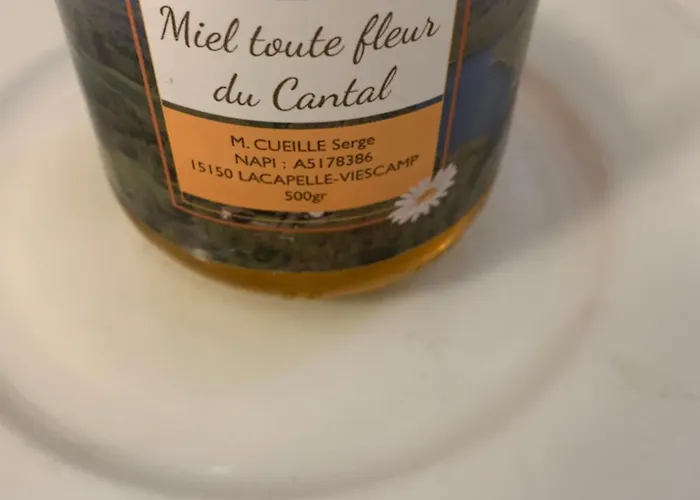 Miel toute fleur
du Cantal
M. CUEILLE Serge
NAPI : A5178386
15150 LACAPELLE-VIESCAMP
500gr